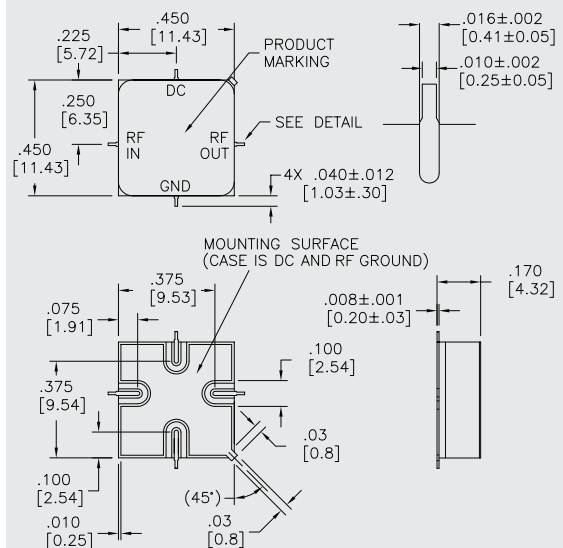 .450
[11.43]
.225
[5.72]
.016±.002
[0.41±0.05]
PRODUCT
MARKING
.010±.002
[0.25±0.05]
DC
.250
[6.35]
SEE DETAIL
RF
IN
RF
OUT
.450
[11.43]
4X .040±.012
[1.03±.30]
GND
MOUNTING SURFACE
(CASE IS DC AND RF GROUND)
.375
[9.53]
.170
[4.32]
.008±.001
[0.20±.03]
.075
[1.91]
.100
[2.54]
.375
[9.54]
.03
[0.8]
.100
[2.54]
(45°)
.010
[0.25]
.03
[0.8]